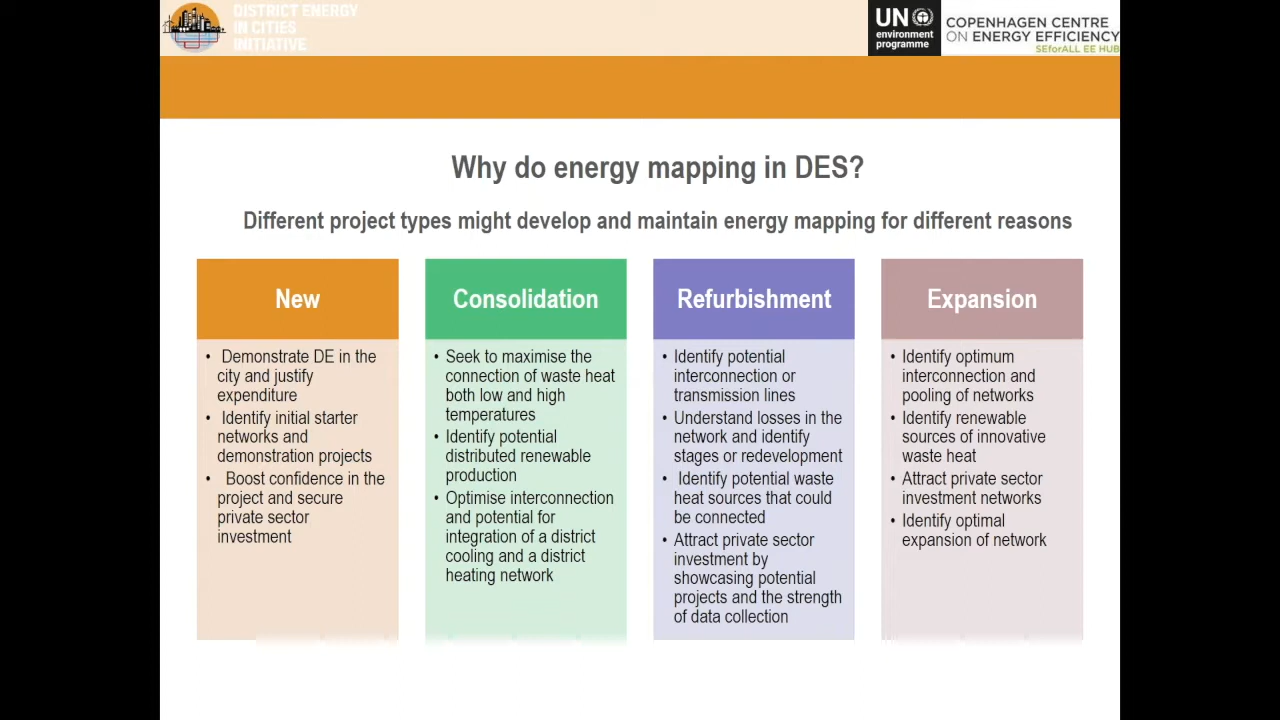 DISTRICT ENERGY
IN CITIES
INITIATIVE
UN
environment
programme
COPENHAGEN CENTRE
ON ENERGY EFFICIENCY
SEforALL EE HUB
Why do energy mapping in DES?
Different project types might develop and maintain energy mapping for different reasons
New
• Demonstrate DE in the
city and justify
expenditure
• Identify initial starter
networks and
demonstration projects
• Boost confidence in the
project and secure
private sector
investment
Consolidation
• Seek to maximise the
connection of waste heat
both low and high
temperatures
• Identify potential
distributed renewable
production
• Optimise interconnection
and potential for
integration of a district
cooling and a district
heating network
Refurbishment
• Identify potential
interconnection or
transmission lines
• Understand losses in the
network and identify
stages or redevelopment
• Identify potential waste
heat sources that could
be connected
• Attract private sector
investment by
showcasing potential
projects and the strength
of data collection
Expansion
• Identify optimum
interconnection and
pooling of networks
• Identify renewable
sources of innovative
waste heat
• Attract private sector
investment networks
• Identify optimal
expansion of network